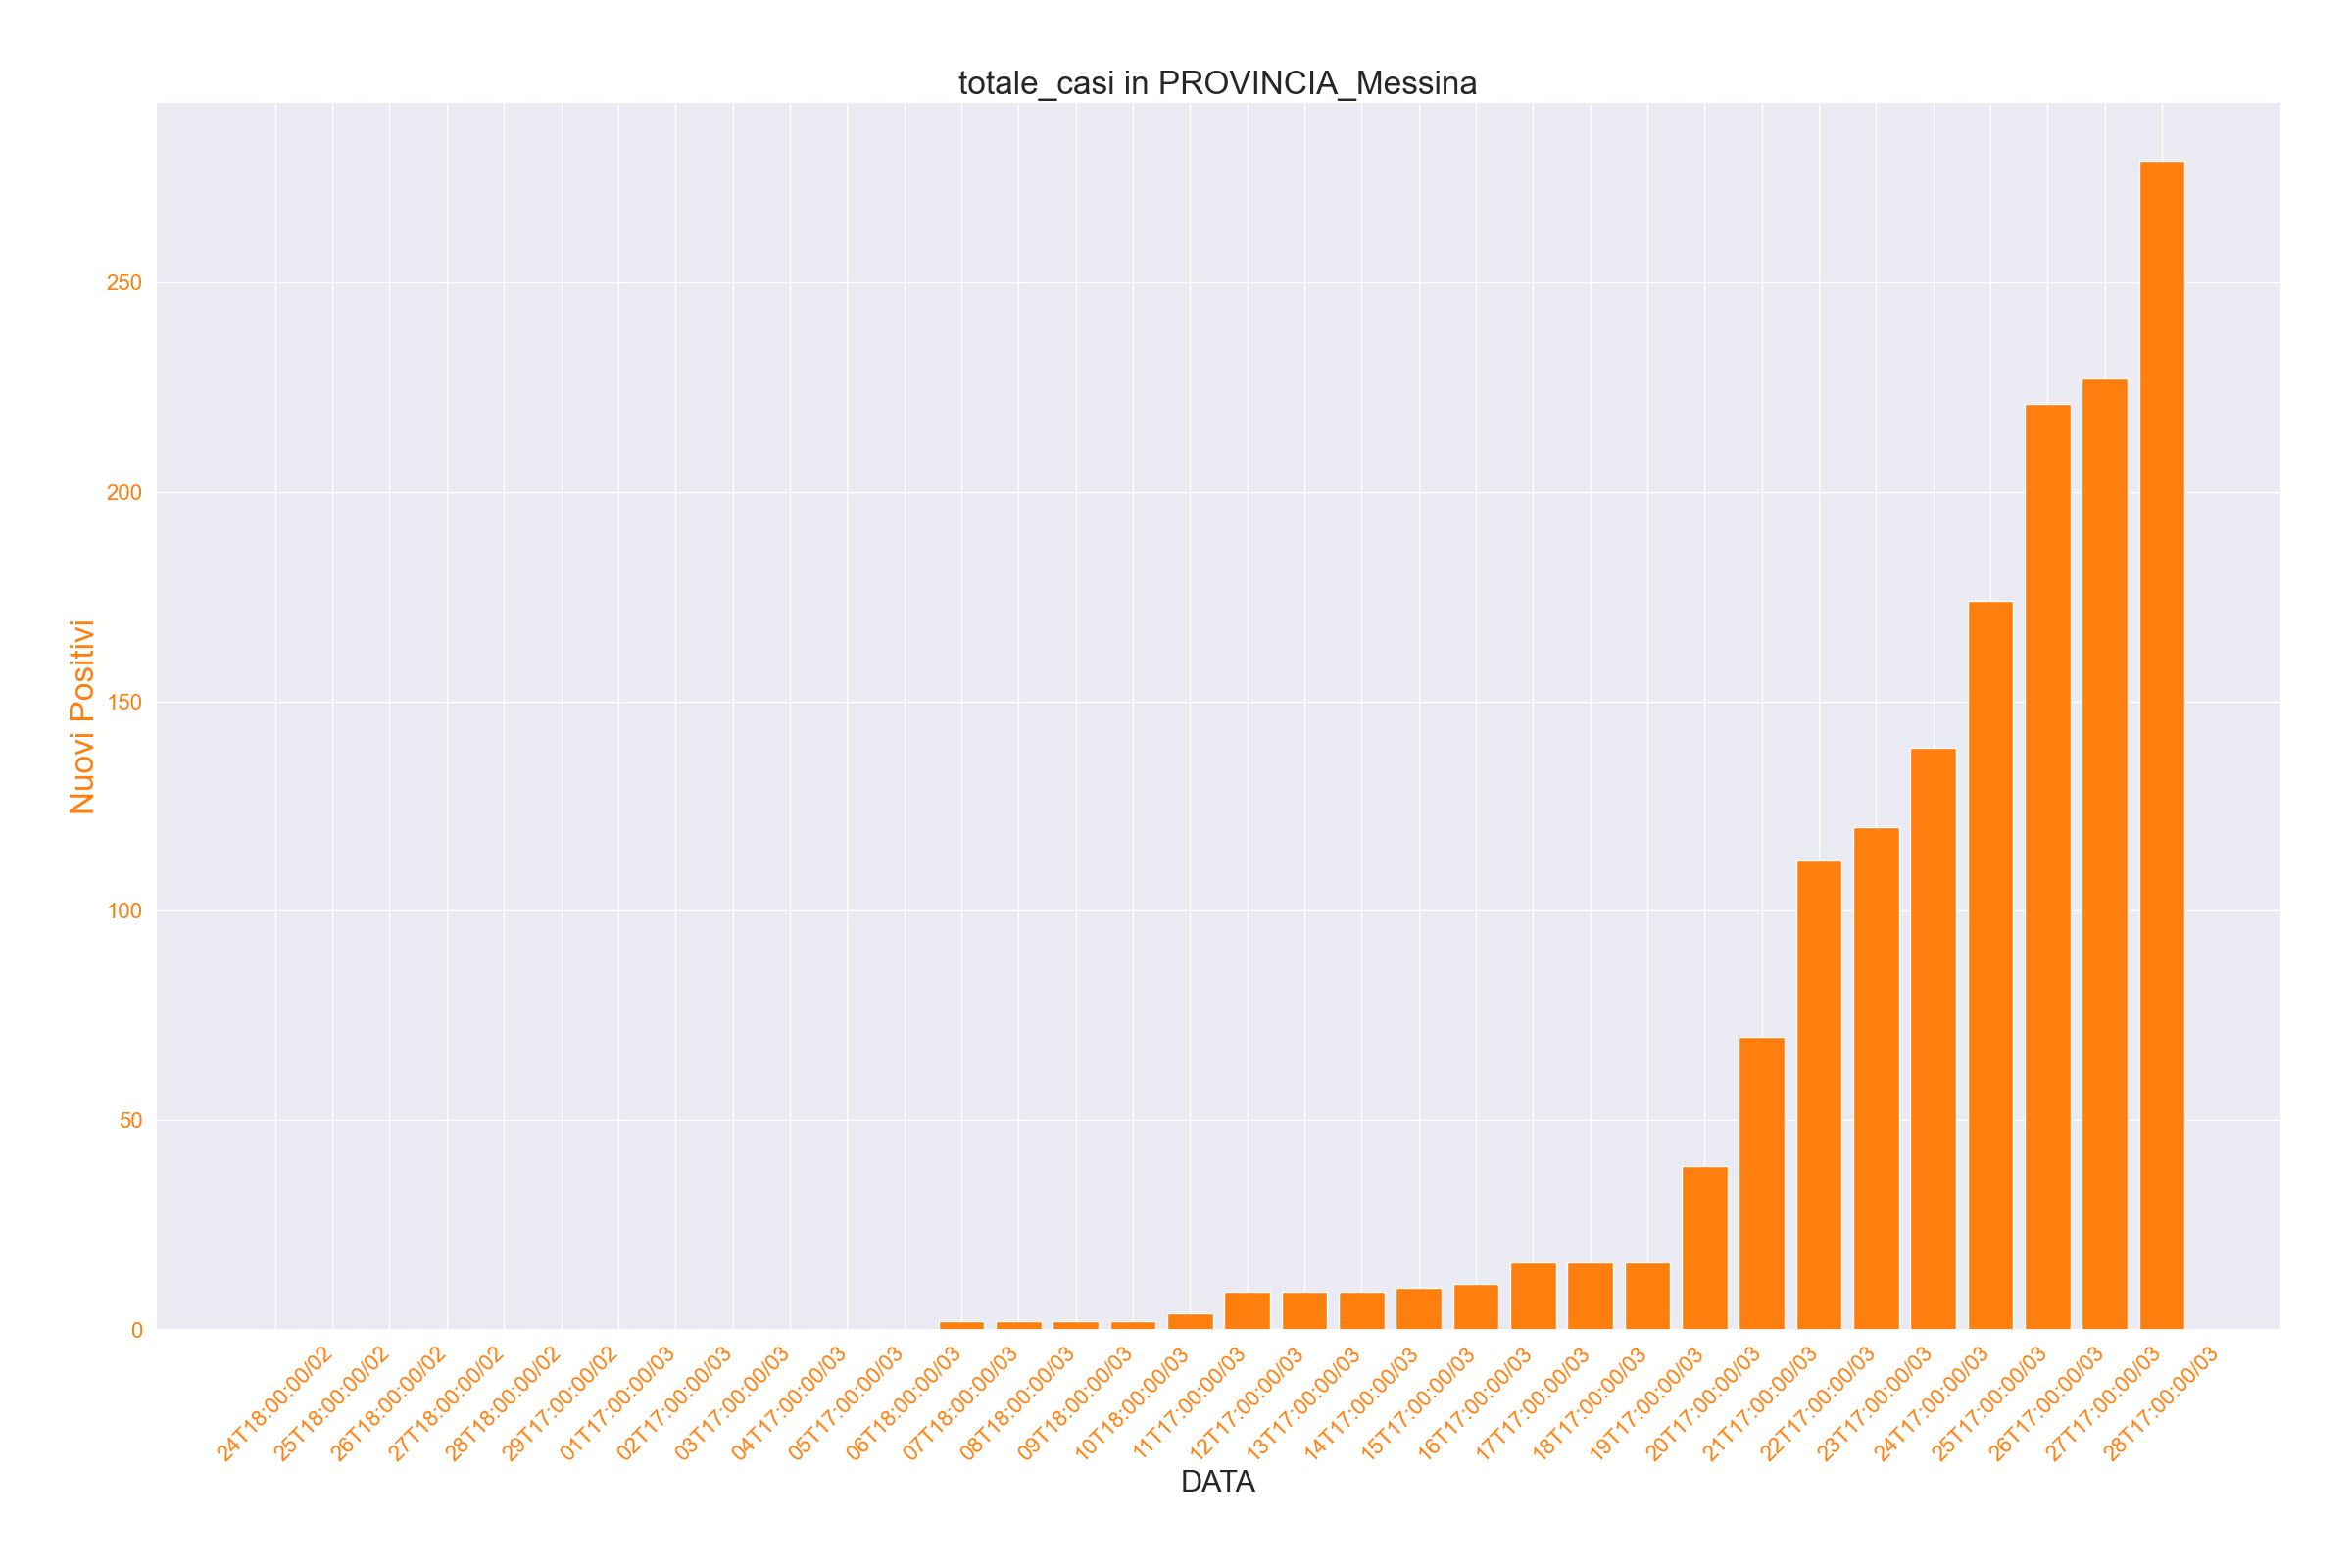 totale_casi in PROVINCIA_Messina
Nuovi Positivi
250
200
150
100
50
0
24T18:00:00/02
25T18:00:00/02
26T18:00:00/02
27T18:00:00/02
28T18:00:00/02
29T17:00:00/02
01T17:00:00/03
02T17:00:00/03
03T17:00:00/03
04T17:00:00/03
05T17:00:00/03
06T18:00:00/03
07T18:00:00/03
08T18:00:00/03
09T18:00:00/03
10T18:00:00/03
11T17:00:00/03
12T17:00:00/03
13T17:00:00/03
14T17:00:00/03
15T17:00:00/03
16T17:00:00/03
17T17:00:00/03
18T17:00:00/03
19T17:00:00/03
20T17:00:00/03
21T17:00:00/03
22T17:00:00/03
23T17:00:00/03
24T17:00:00/03
25T17:00:00/03
26T17:00:00/03
27T17:00:00/03
28T17:00:00/03
DATA